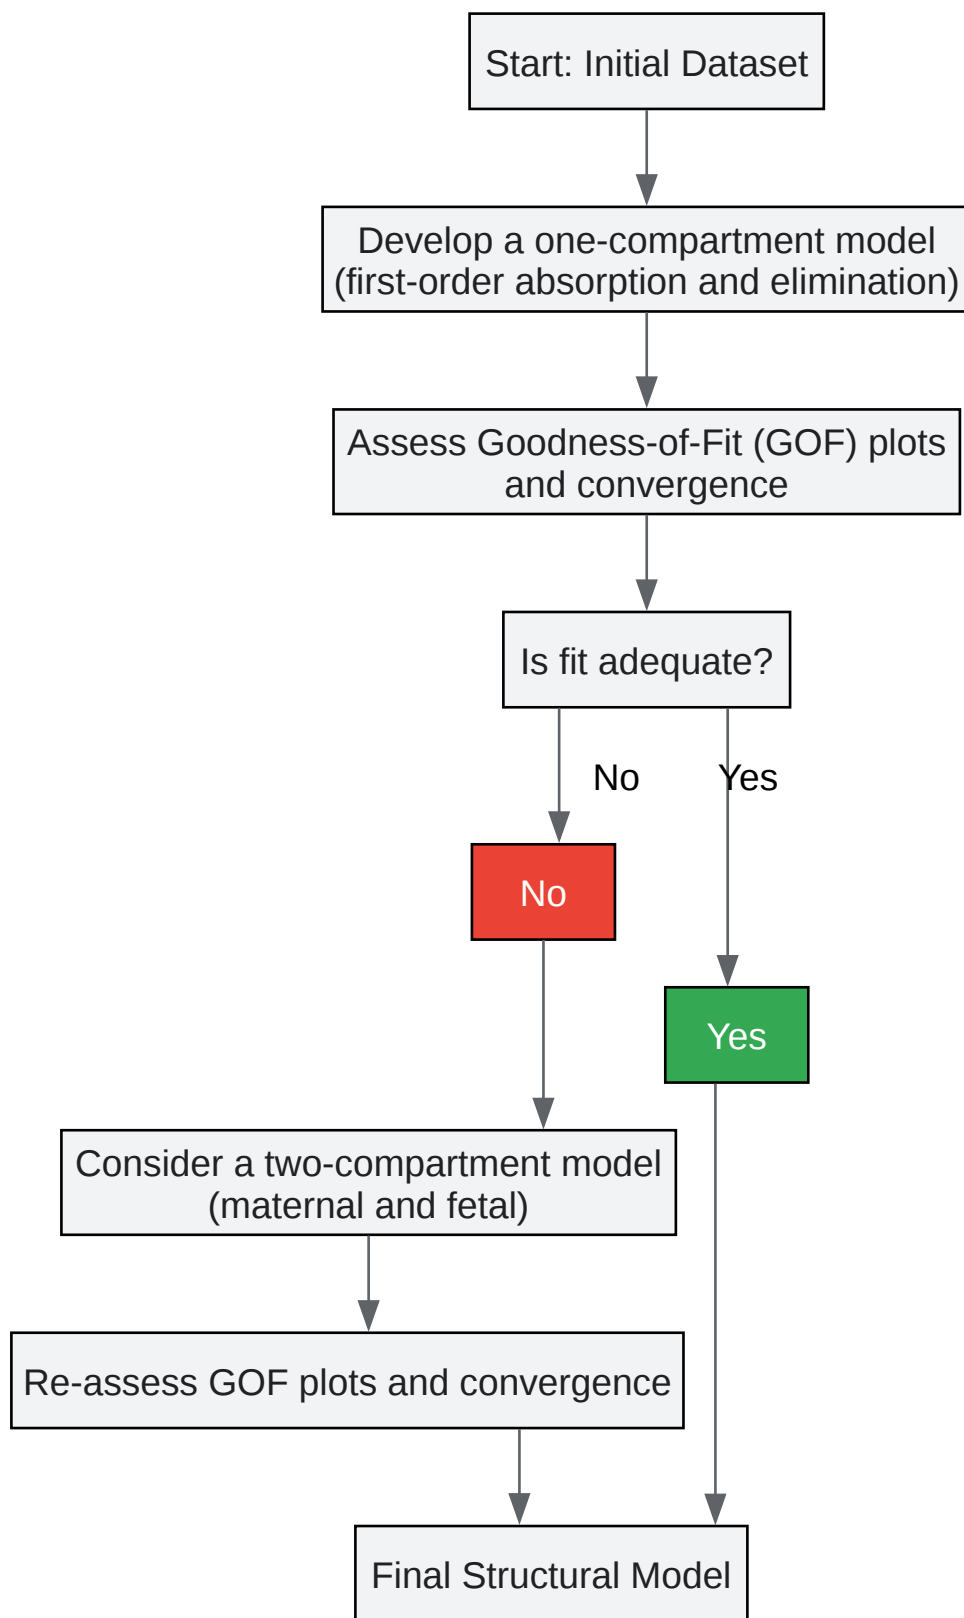 Start: Initial Dataset
Develop a one-compartment model
(first-order absorption and elimination)
Assess Goodness-of-Fit (GOF) plots
and convergence
Is fit adequate?
No
Yes
No
Yes
Consider a two-compartment model
(maternal and fetal)
Re-assess GOF plots and convergence
Final Structural Model